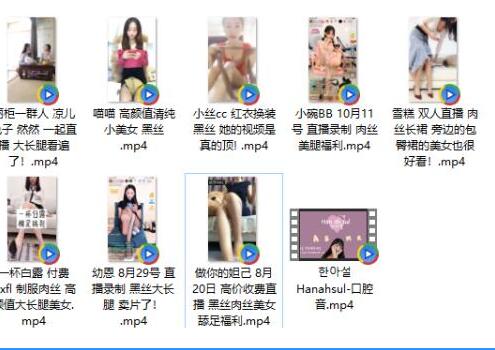 丽柜一群人 凉儿
子 然然 一起直
播 大长腿看遍
了！.mp4
喵喵 高颜值清纯
小美女 黑丝
.mp4
小丝cc 红衣换装
黑丝 她的视频是
真的顶! .mp4
小碗BB 10月11
号 直播录制 肉丝
美腿福利.mp4
雪糕 双人直播 肉
丝长裙 旁边的包
臀裙的美女也很
好看！.mp4
一杯白露
一杯白露 付费
xfl 制服肉丝 高
颜值大长腿美女.
mp4
幼恩 8月29号 直
播录制 黑丝大长
腿 卖片了！
.mp4
做你的妲己 8月
20日 高价收费直
播 黑丝肉丝美女
舔足福利.mp4
한아설
Hanahsul-口腔
音.mp4